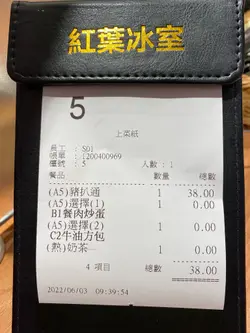 紅葉冰室
5
上菜紙
員工 : S01
帳單 : 1200400969
檯號 : 5 人數 : 1
餐品 數量 總數
(A5)豬扒通 1 38.00
(A5)選擇(1) 1 0.00
B1餐肉炒蛋
(A5)選擇(2) 1 0.00
C2牛油方包
(熱)奶茶 1 0.00
4 項目 總數 38.00
2022/06/03 09:39:54